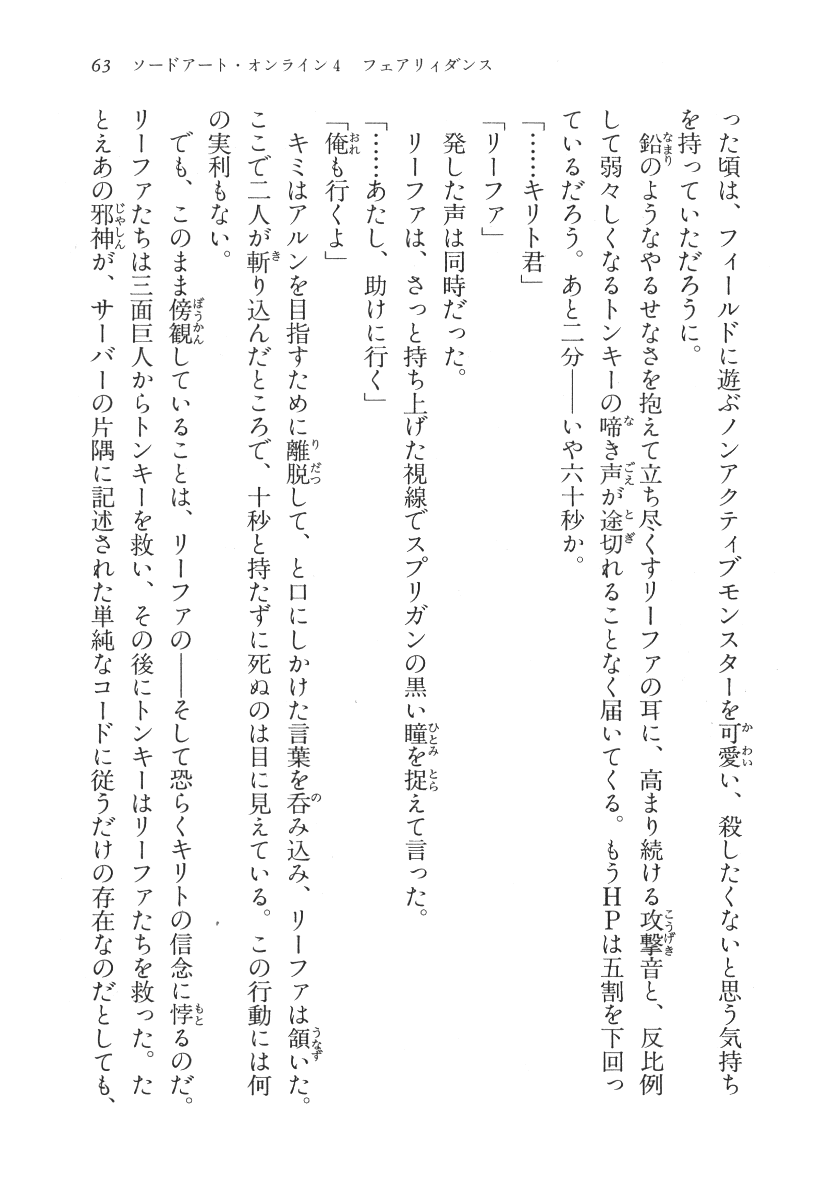 63 ソードアート・オンライン4 フェアリィダンス
った頃は、フィールドに遊ぶノンアクティブモンスターを可愛い、殺したくないと思う気持ち
を持っていただろうに。
鉛のようなやるせなさを抱えて立ち尽くすリーファの耳に、高まり続ける攻撃音と、反比例
して弱々しくなるトンキーの啼き声が途切れることなく届いてくる。もうＨＰは五割を下回っ
ているだろう。あと二分――いや六十秒か。
「……キリト君」
「リーファ」
発した声は同時だった。
リーファは、さっと持ち上げた視線でスプリガンの黒い瞳を捉えて言った。
「……あたし、助けに行く」
「俺も行くよ」
キミはアルンを目指すために離脱して、と口にしかけた言葉を呑み込み、リーファは頷いた。
ここで二人が斬り込んだところで、十秒と持たずに死ぬのは目に見えている。この行動には何
の実利もない。
でも、このまま傍観していることは、リーファの――そして恐らくキリトの信念に悖るのだ。
リーファたちは三面巨人からトンキーを救い、その後にトンキーはリーファたちを救った。た
とえあの邪神が、サーバーの片隅に記述された単純なコードに従うだけの存在なのだとしても、